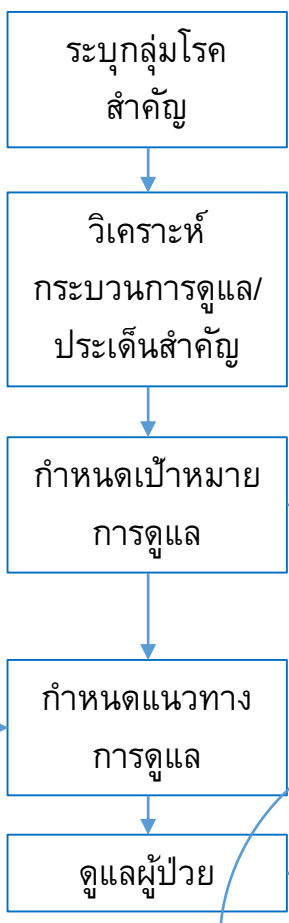 ระบุกลุ่มโรค
สำคัญ
วิเคราะห์
กระบวนการดูแล/
ประเด็นสำคัญ
กำหนดเป้าหมาย
การดูแล
กำหนดแนวทาง
การดูแล
ดูแลผู้ป่วย